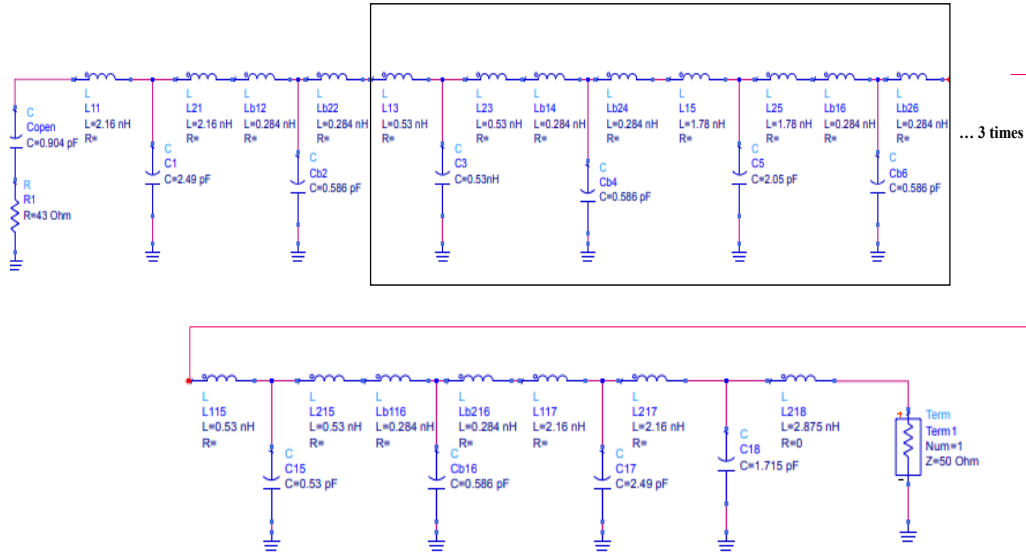 L
L11
L=2.16 nH
R=
L
L21
L=2.16 nH
R=
L
Lb12
L=0.284 nH
R=
L
Lb22
L=0.284 nH
R=
L
L13
L=0.53 nH
R=
L
L23
L=0.53 nH
R=
L
Lb14
L=0.284 nH
R=
L
Lb24
L=0.284 nH
R=
L
L15
L=1.78 nH
R=
L
L25
L=1.78 nH
R=
L
Lb16
L=0.284 nH
R=
L
Lb26
L=0.284 nH
R=
... 3 times
C
Copen
C=0.904 pF
R
R1
R=43 Ohm
C
C1
C=2.49 pF
C
Cb2
C=0.586 pF
C
C3
C=0.53nH
C
Cb4
C=0.586 pF
C
C5
C=2.05 pF
C
Cb6
C=0.586 pF
L
L115
L=0.53 nH
R=
L
L215
L=0.53 nH
R=
L
Lb116
L=0.284 nH
R=
L
Lb216
L=0.284 nH
R=
L
L117
L=2.16 nH
R=
L
L217
L=2.16 nH
R=
L
L218
L=2.875 nH
R=0
C
C15
C=0.53 pF
C
Cb16
C=0.586 pF
C
C17
C=2.49 pF
C
C18
C=1.715 pF
+
-
Term
Term1
Num=1
Z=50 Ohm